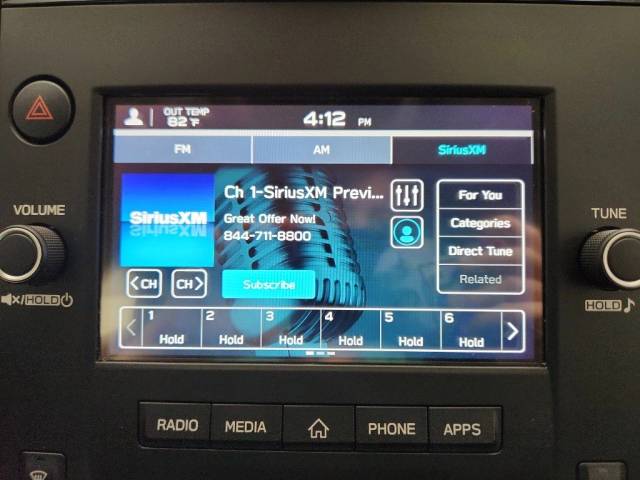 OUT TEMP
82°F
4:12 PM
FM
AM
SiriusXM
VOLUME
TUNE
SiriusXM
Ch 1-SiriusXM Previ...
Great Offer Now!
844-711-8800
For You
Categories
Direct Tune
Related
<CH
CH>
Subscribe
1 2 3 4 5 6
Hold Hold Hold Hold Hold Hold
/HOLD
HOLD
RADIO
MEDIA
PHONE
APPS